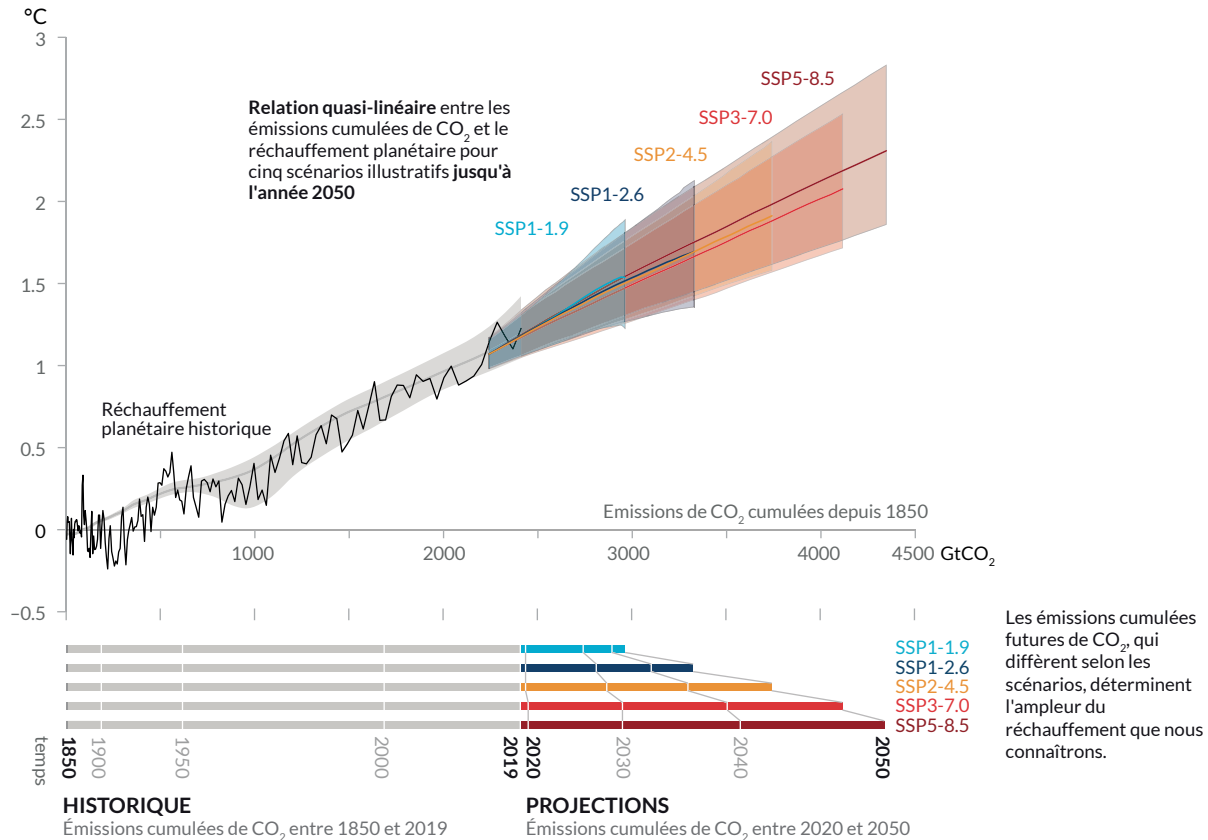 °C
3
SSP5-8.5
Relation quasi-linéaire entre les
émissions cumulées de CO₂ et le
réchauffement planétaire pour
cinq scénarios illustratifs jusqu'à
l'année 2050
SSP3-7.0
2.5
SSP2-4.5
SSP1-2.6
2
SSP1-1.9
1.5
1
Réchauffement
planétaire historique
0.5
Emissions de CO₂ cumulées depuis 1850
0
1000
2000
3000
4000
4500 GtCO₂
−0.5
Les émissions cumulées
futures de CO₂, qui
diffèrent selon les
scénarios, déterminent
l'ampleur du
réchauffement que nous
connaîtrons.
SSP1-1.9
SSP1-2.6
SSP2-4.5
SSP3-7.0
SSP5-8.5
temps
1850
1900
1950
2000
2019
2020
2030
2040
2050
HISTORIQUE
Émissions cumulées de CO₂ entre 1850 et 2019
PROJECTIONS
Émissions cumulées de CO₂ entre 2020 et 2050